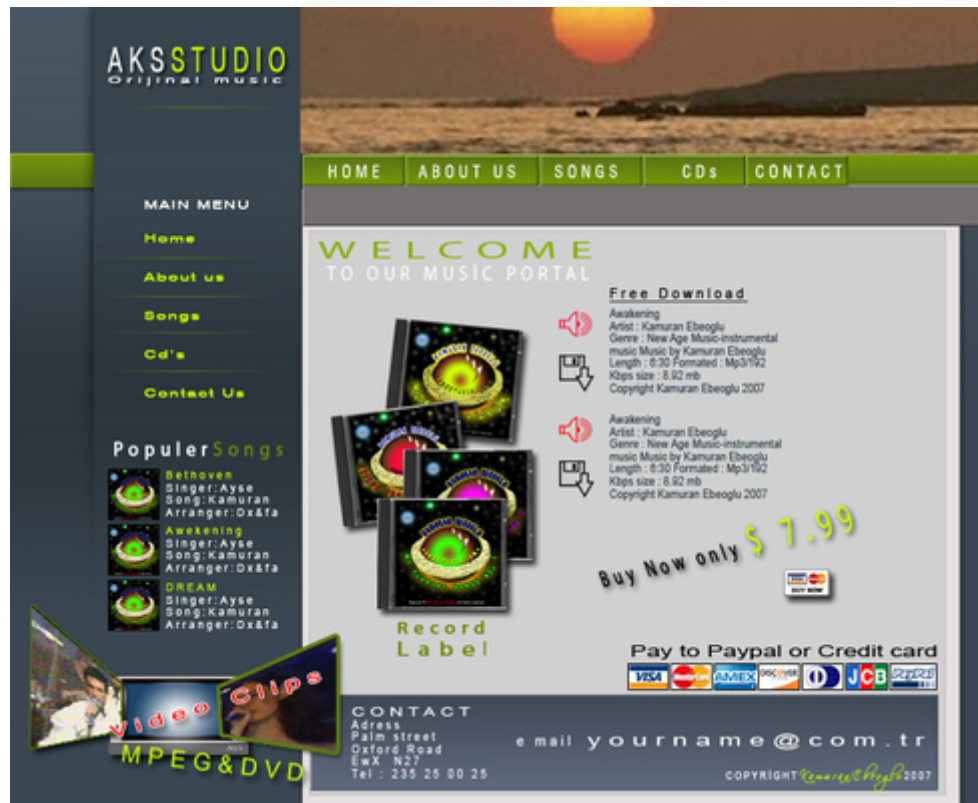 AKSSTUDIO
Orijinal music
HOME
ABOUT US
SONGS
CDs
CONTACT
MAIN MENU
Home
About us
Songs
Cd's
Contact Us
PopulerSongs
Bethoven
Singer:Ayse
Song:Kamuran
Arranger:Dx&fa
Awekening
Singer:Ayse
Song:Kamuran
Arranger:Dx&fa
DREAM
Singer:Ayse
Song:Kamuran
Arranger:Dx&fa
Video Clips
MPEG&DVD
WELCOME
TO OUR MUSİC PORTAL
Free Download
Awakening
Artist : Kamuran Ebeoglu
Genre : New Age Music-instrumental
music Music by Kamuran Ebeoglu
Length : 6:30 Formated : Mp3/192
Kbps size : 8.92 mb
Copyright Kamuran Ebeoglu 2007
Awakening
Artist : Kamuran Ebeoglu
Genre : New Age Music-instrumental
music Music by Kamuran Ebeoglu
Length : 6:30 Formated : Mp3/192
Kbps size : 8.92 mb
Copyright Kamuran Ebeoglu 2007
Buy Now only $ 7.99
BUY NOW
Record
Label
Pay to Paypal or Credit card
VISA MasterCard AMEX DISCOVER JCB
CONTACT
Adress
Palm street
Oxford Road
EwX N27
Tel : 235 25 00 25
e mail yourname@com.tr
COPYRİGHT Kamuran Ebeoglu 2007